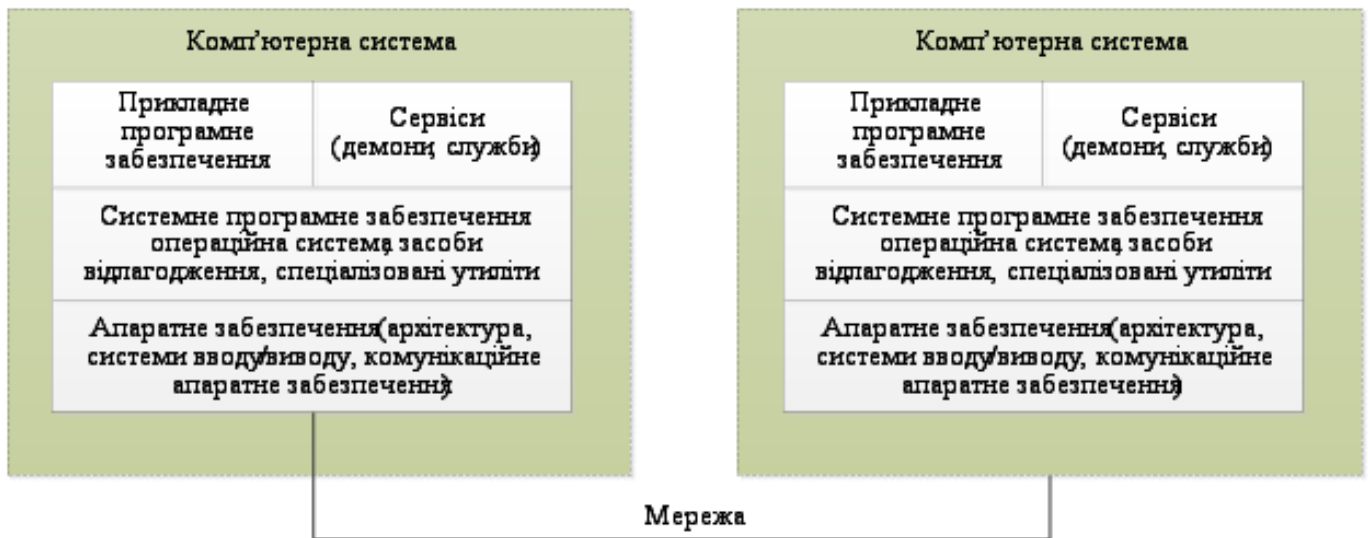 Комп'ютерна система
Прикладне
програмне
забезпечення
Сервіси
(демони, служби)
Системне програмне забезпечення
операційна система, засоби
відлагодження, спеціалізовані утиліти
Апаратне забезпечення(архітектура,
системи вводу/виводу, комунікаційне
апаратне забезпечення)
Комп'ютерна система
Прикладне
програмне
забезпечення
Сервіси
(демони, служби)
Системне програмне забезпечення
операційна система, засоби
відлагодження, спеціалізовані утиліти
Апаратне забезпечення(архітектура,
системи вводу/виводу, комунікаційне
апаратне забезпечення)
Мережа